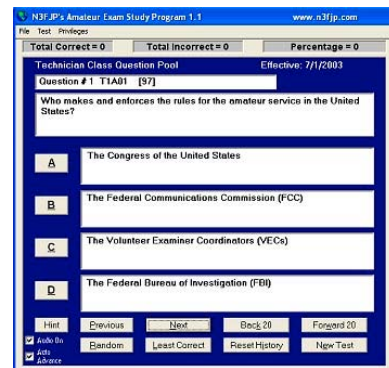 N3FJP's Amateur Exam Study Program 1.1 www.n3fjp.com
File Test Privileges
Total Correct = 0 Total Incorrect = 0 Percentage = 0
Technician Class Question Pool Effective: 7/1/2003
Question # 1 T1A01 [97]
Who makes and enforces the rules for the amateur service in the United
States?
A The Congress of the United States
B The Federal Communications Commission (FCC)
C The Volunteer Examiner Coordinators (VECs)
D The Federal Bureau of Investigation (FBI)
Hint Previous Next Back 20 Forward 20
Audio On
Random Least Correct Reset History New Test
Auto
Advance